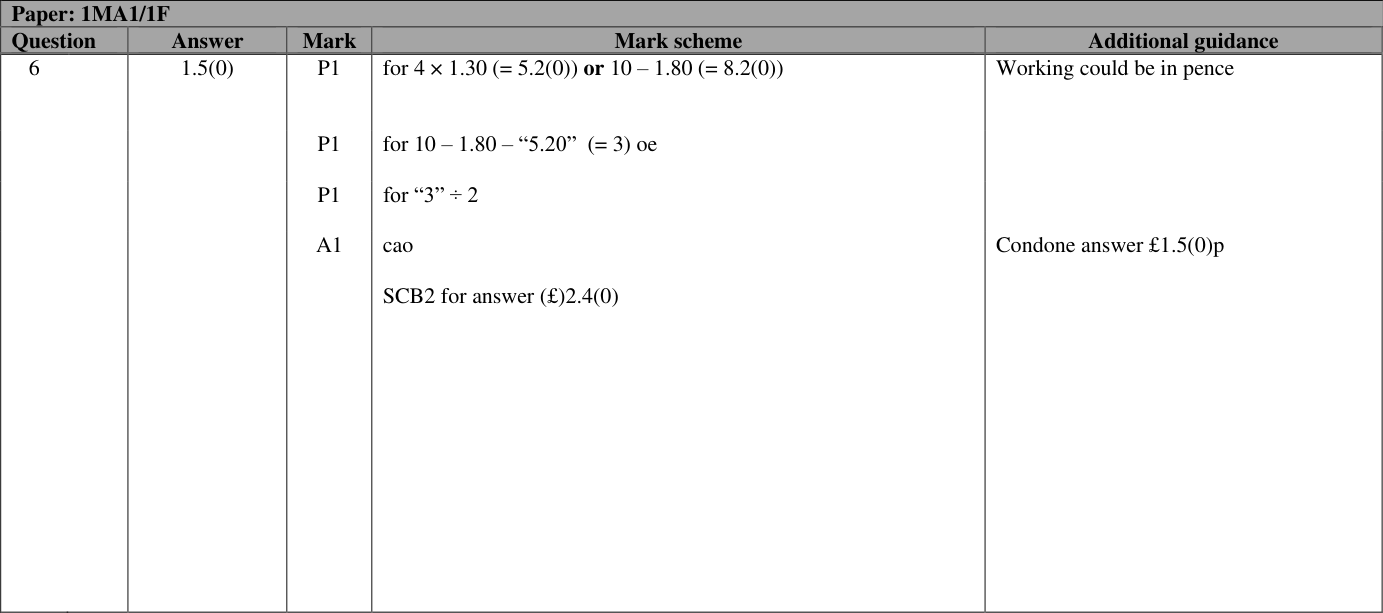 Paper: 1MA1/1F
Question Answer Mark Mark scheme Additional guidance
6 1.5(0) P1 for 4 × 1.30 (= 5.2(0)) or 10 – 1.80 (= 8.2(0)) Working could be in pence
P1 for 10 – 1.80 – “5.20” (= 3) oe
P1 for “3” ÷ 2
A1 cao Condone answer £1.5(0)p
SCB2 for answer (£)2.4(0)